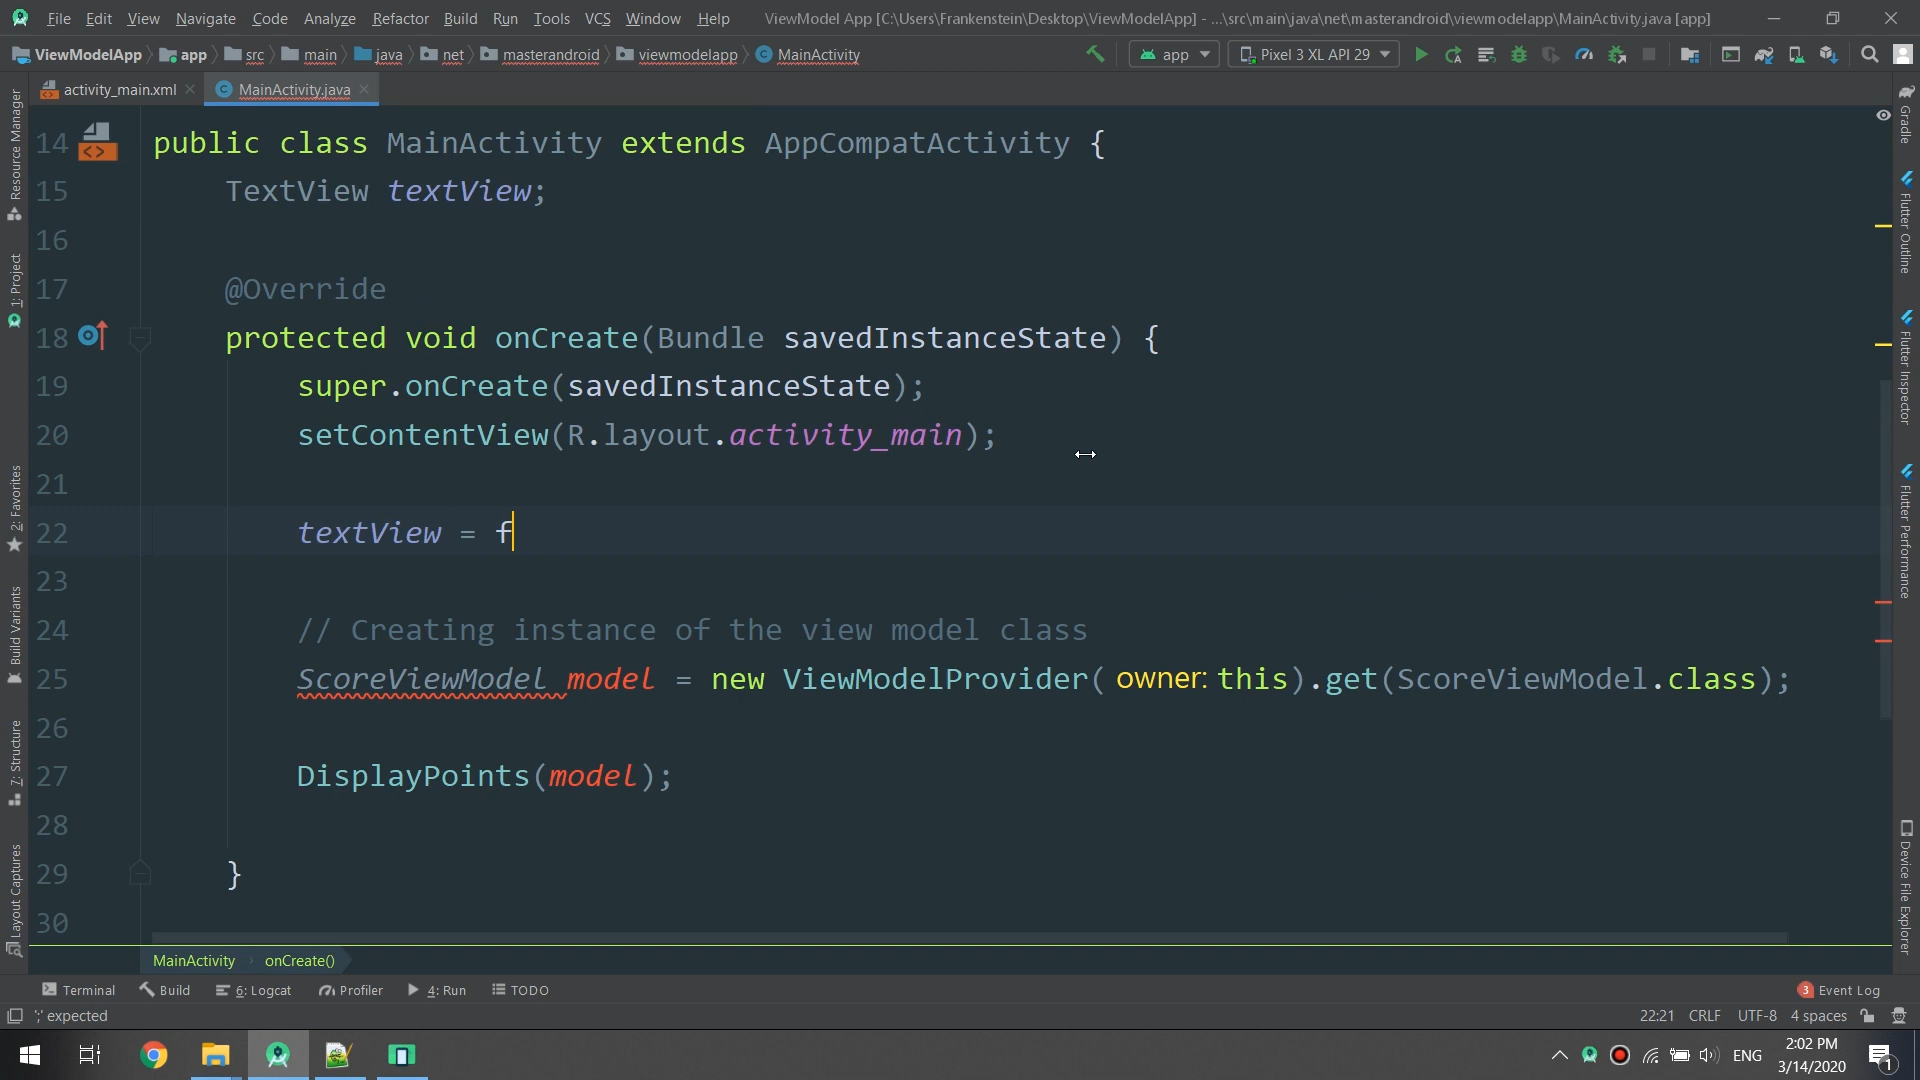 File Edit View Navigate Code Analyze Refactor Build Run Tools VCS Window Help ViewModel App [C:\Users\Frankenstein\Desktop\ViewModelApp] - ...\src\main\java\net\masterandroid\viewmodelapp\MainActivity.java [app]
ViewModelApp app src main java net masterandroid viewmodelapp MainActivity app Pixel 3 XL API 29
activity_main.xml MainActivity.java
14 public class MainActivity extends AppCompatActivity {
15 TextView textView;
16
17 @Override
18 protected void onCreate(Bundle savedInstanceState) {
19 super.onCreate(savedInstanceState);
20 setContentView(R.layout.activity_main);
21
22 textView = f
23
24 // Creating instance of the view model class
25 ScoreViewModel model = new ViewModelProvider( owner: this).get(ScoreViewModel.class);
26
27 DisplayPoints(model);
28
29 }
30
Resource Manager
1: Project
2: Favorites
Build Variants
7: Structure
Layout Captures
Gradle
Flutter Outline
Flutter Inspector
Flutter Performance
Device File Explorer
MainActivity onCreate()
Terminal Build 6: Logcat Profiler 4: Run TODO 3 Event Log
';' expected 22:21 CRLF UTF-8 4 spaces
ENG 2:02 PM
3/14/2020 1